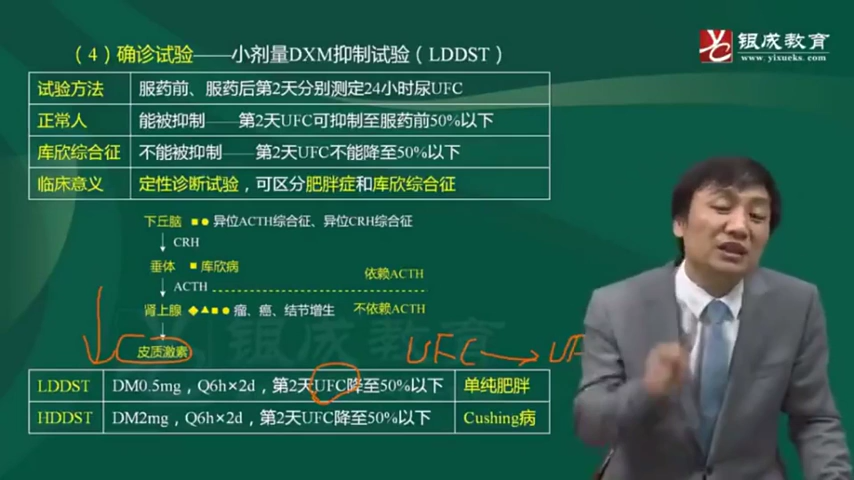 银成教育
www.yixueks.com
(4)确诊试验——小剂量DXM抑制试验(LDDST)
试验方法 服药前、服药后第2天分别测定24小时尿UFC
正常人 能被抑制——第2天UFC可抑制至服药前50%以下
库欣综合征 不能被抑制——第2天UFC不能降至50%以下
临床意义 定性诊断试验,可区分肥胖症和库欣综合征
下丘脑 异位ACTH综合征、异位CRH综合征
CRH
垂体 库欣病
依赖ACTH
ACTH
肾上腺 瘤、癌、结节增生 不依赖ACTH
银成教育
皮质激素
UFC UF
LDDST DM0.5mg,Q6h×2d,第2天UFC降至50%以下 单纯肥胖
HDDST DM2mg,Q6h×2d,第2天UFC降至50%以下 Cushing病